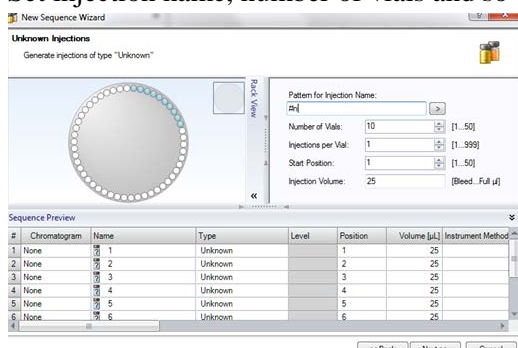 Set injection name, number of vials and so
New Sequence Wizard
Unknown Injections
Generate injections of type "Unknown"
Rack View
«
Pattern for Injection Name:
#n
>
Number of Vials: 10 [1...50]
Injections per Vial: 1 [1...999]
Start Position: 1 [1...50]
Injection Volume: 25 [Bleed...Full µl]
Sequence Preview
# Chromatogram Name Type Level Position Volume [µL] Instrument Method
1 None 1 Unknown 1 25
2 None 2 Unknown 2 25
3 None 3 Unknown 3 25
4 None 4 Unknown 4 25
5 None 5 Unknown 5 25
6 None 6 Unknown 6 25
<< Back Next >> Cancel